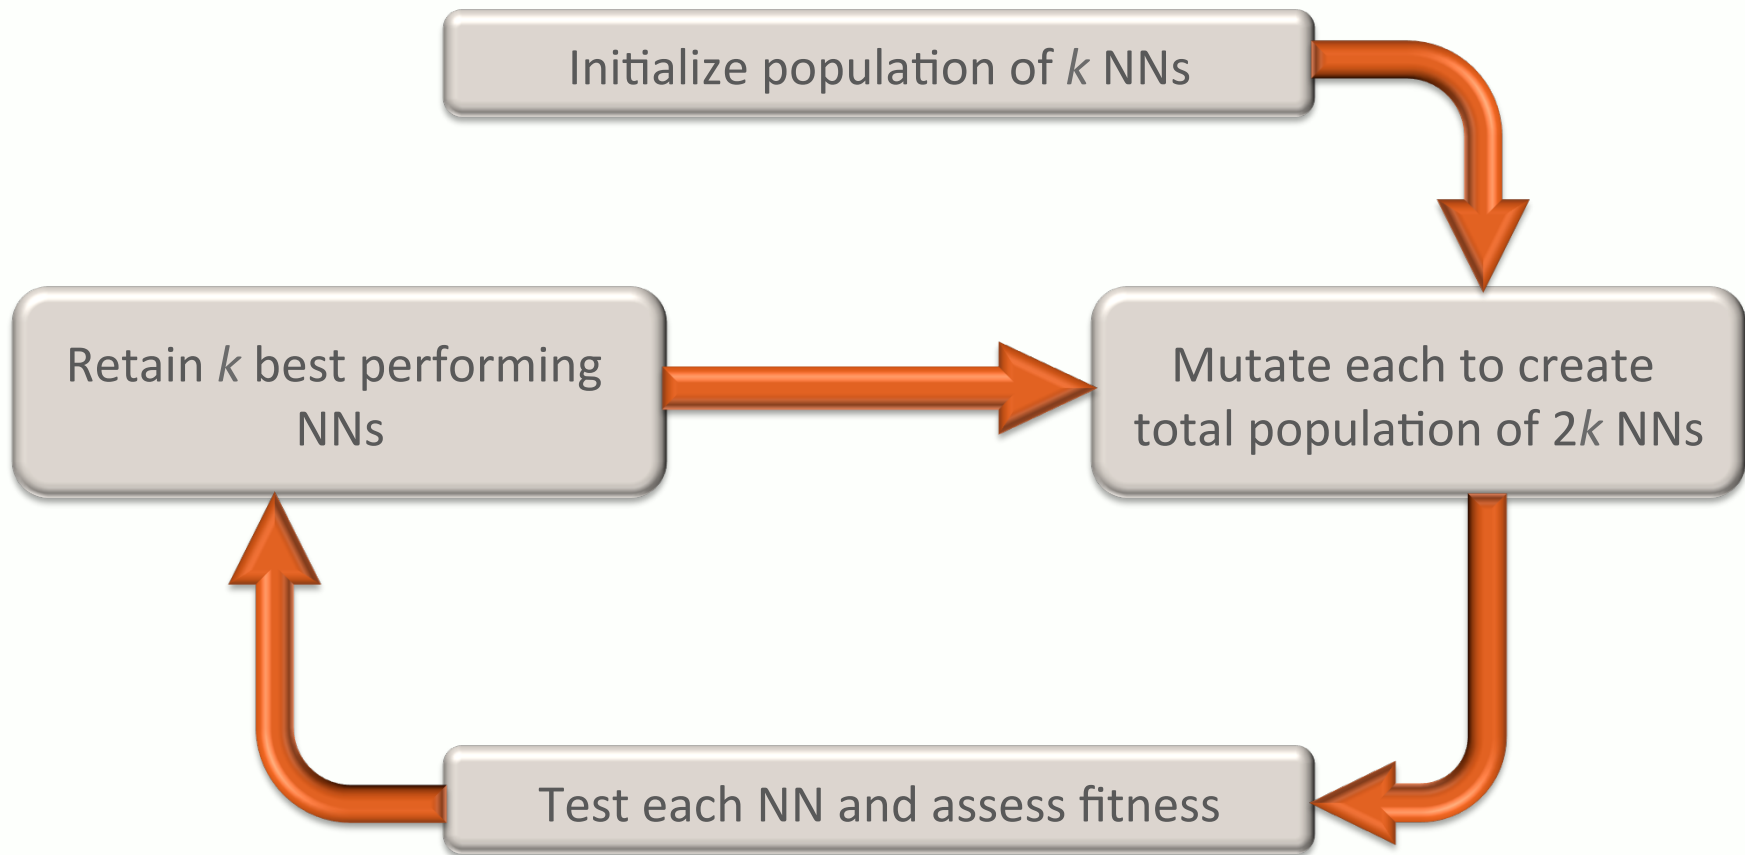 Initialize population of k NNs
Retain k best performing
NNs
Mutate each to create
total population of 2k NNs
Test each NN and assess fitness